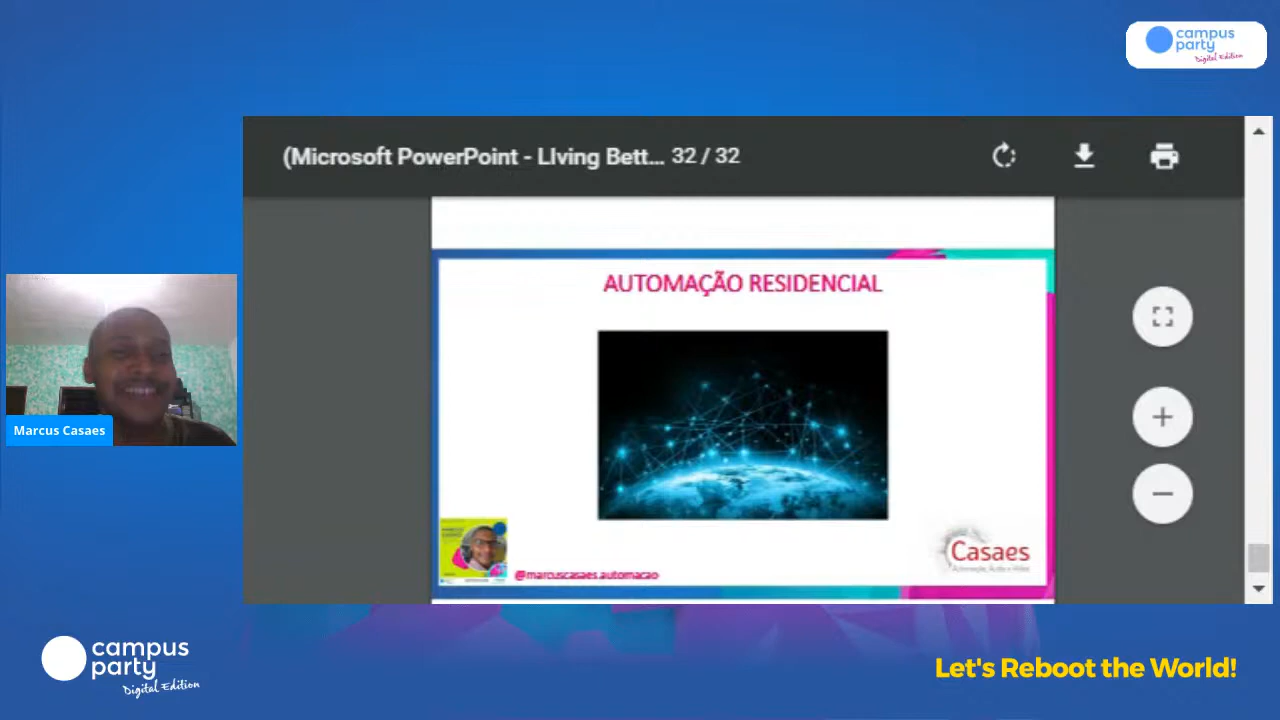 campus
party
Digital Edition
(Microsoft PowerPoint - LIving Bett... 32 / 32
AUTOMAÇÃO RESIDENCIAL
Marcus Casaes
@marcuscasaes.automacao
Casaes
campus
party
Digital Edition
Let's Reboot the World!